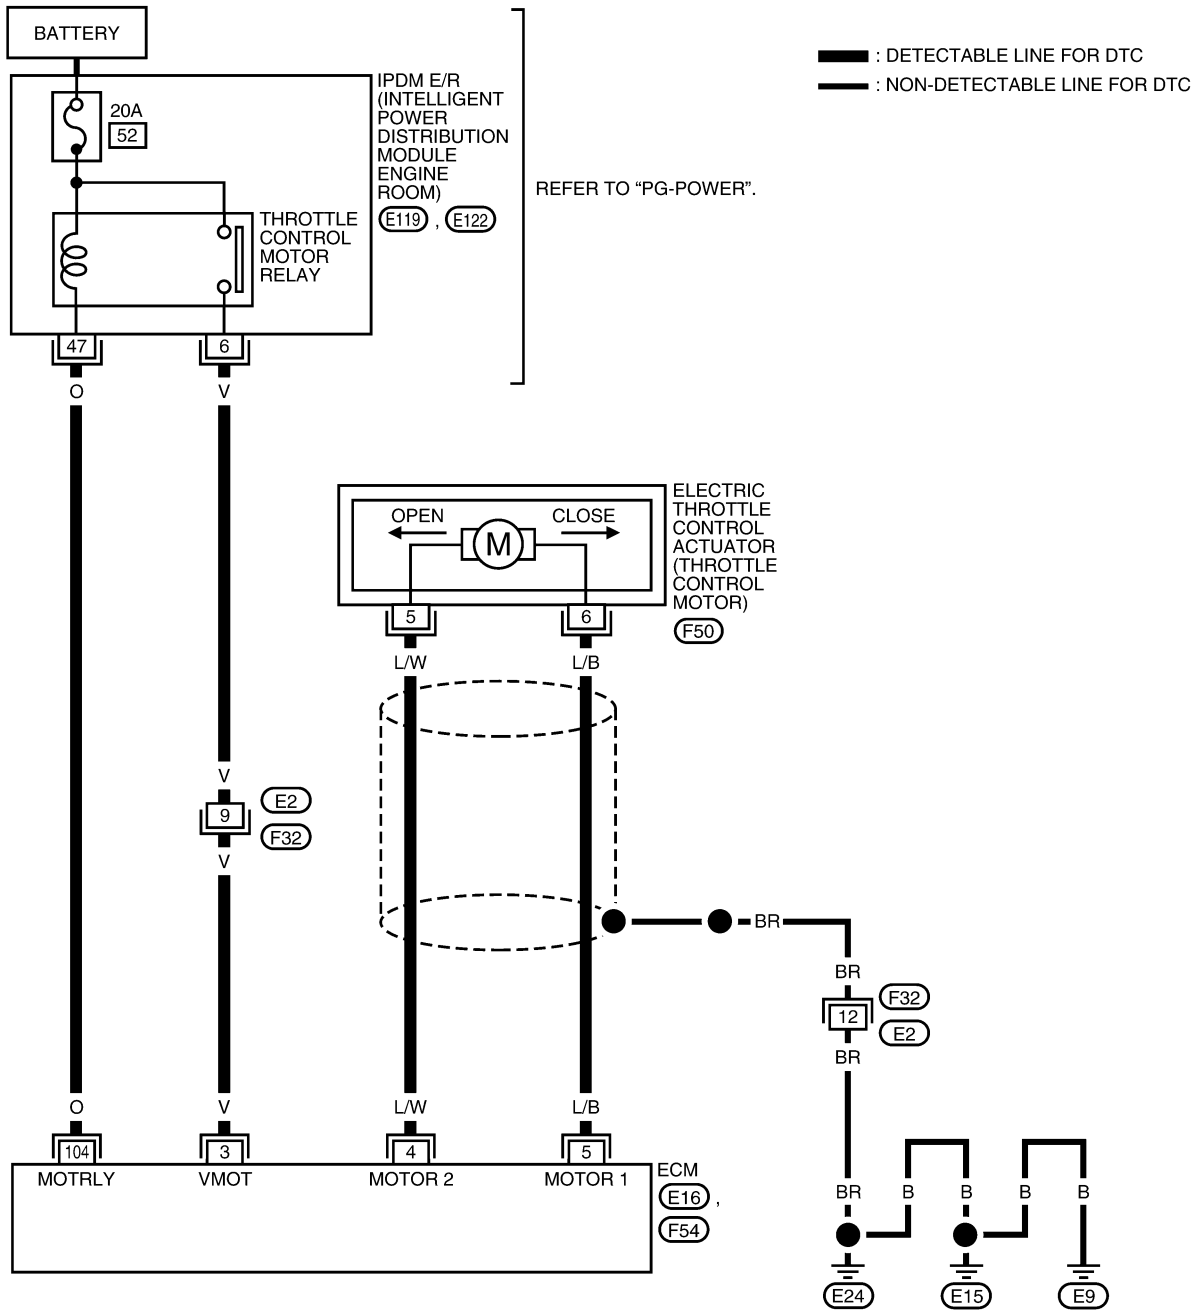 BATTERY
: DETECTABLE LINE FOR DTC
: NON-DETECTABLE LINE FOR DTC
20A
52
IPDM E/R
(INTELLIGENT
POWER
DISTRIBUTION
MODULE
ENGINE
ROOM)
E119 , E122
REFER TO “PG-POWER”.
THROTTLE
CONTROL
MOTOR
RELAY
47
6
O
V
OPEN
M
CLOSE
ELECTRIC
THROTTLE
CONTROL
ACTUATOR
(THROTTLE
CONTROL
MOTOR)
F50
5
6
L/W
L/B
V
9
E2
F32
V
BR
BR
12
F32
E2
BR
O
V
L/W
L/B
104
3
4
5
MOTRLY
VMOT
MOTOR 2
MOTOR 1
ECM
E16 ,
F54
BR
B
B
B
B
E24
E15
E9